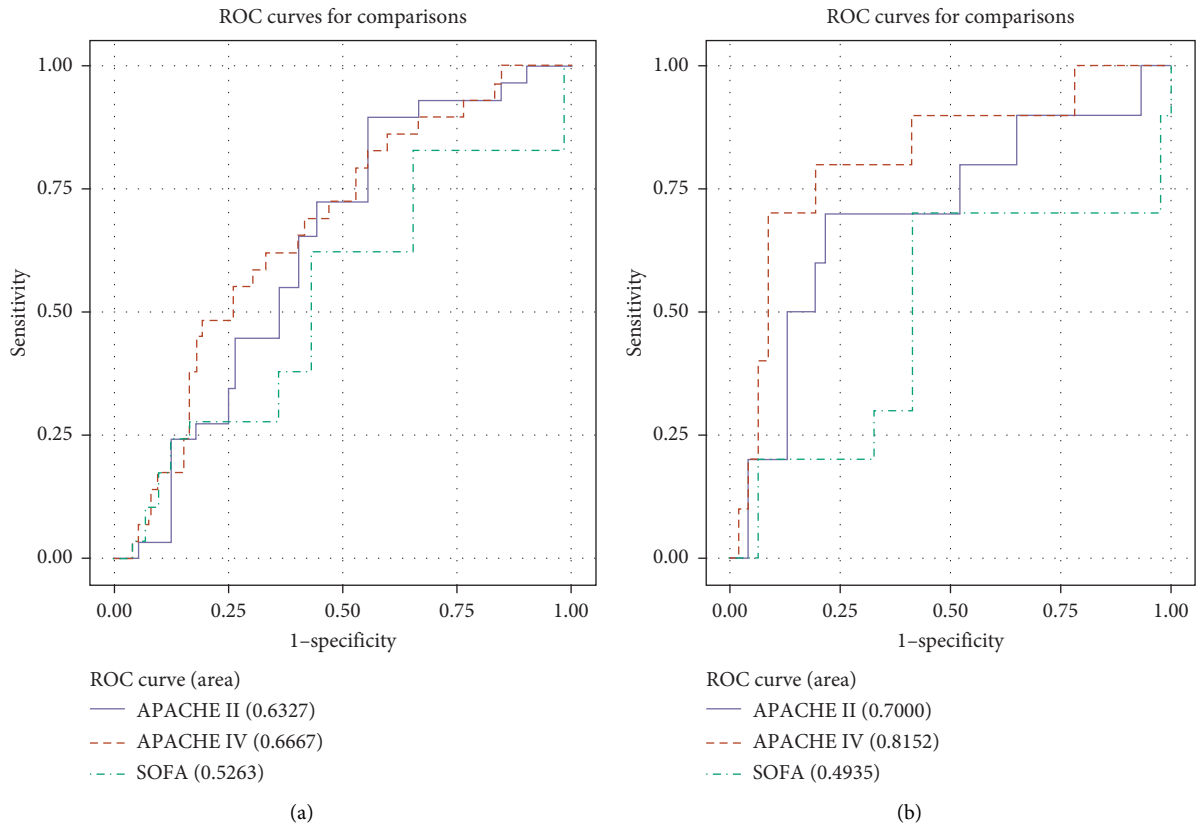 ROC curves for comparisons
1.00
0.75
0.50
0.25
0.00
Sensitivity
0.00 0.25 0.50 0.75 1.00
1–specificity
ROC curve (area)
APACHE II (0.6327)
APACHE IV (0.6667)
SOFA (0.5263)
(a)
ROC curves for comparisons
1.00
0.75
0.50
0.25
0.00
Sensitivity
0.00 0.25 0.50 0.75 1.00
1–specificity
ROC curve (area)
APACHE II (0.7000)
APACHE IV (0.8152)
SOFA (0.4935)
(b)